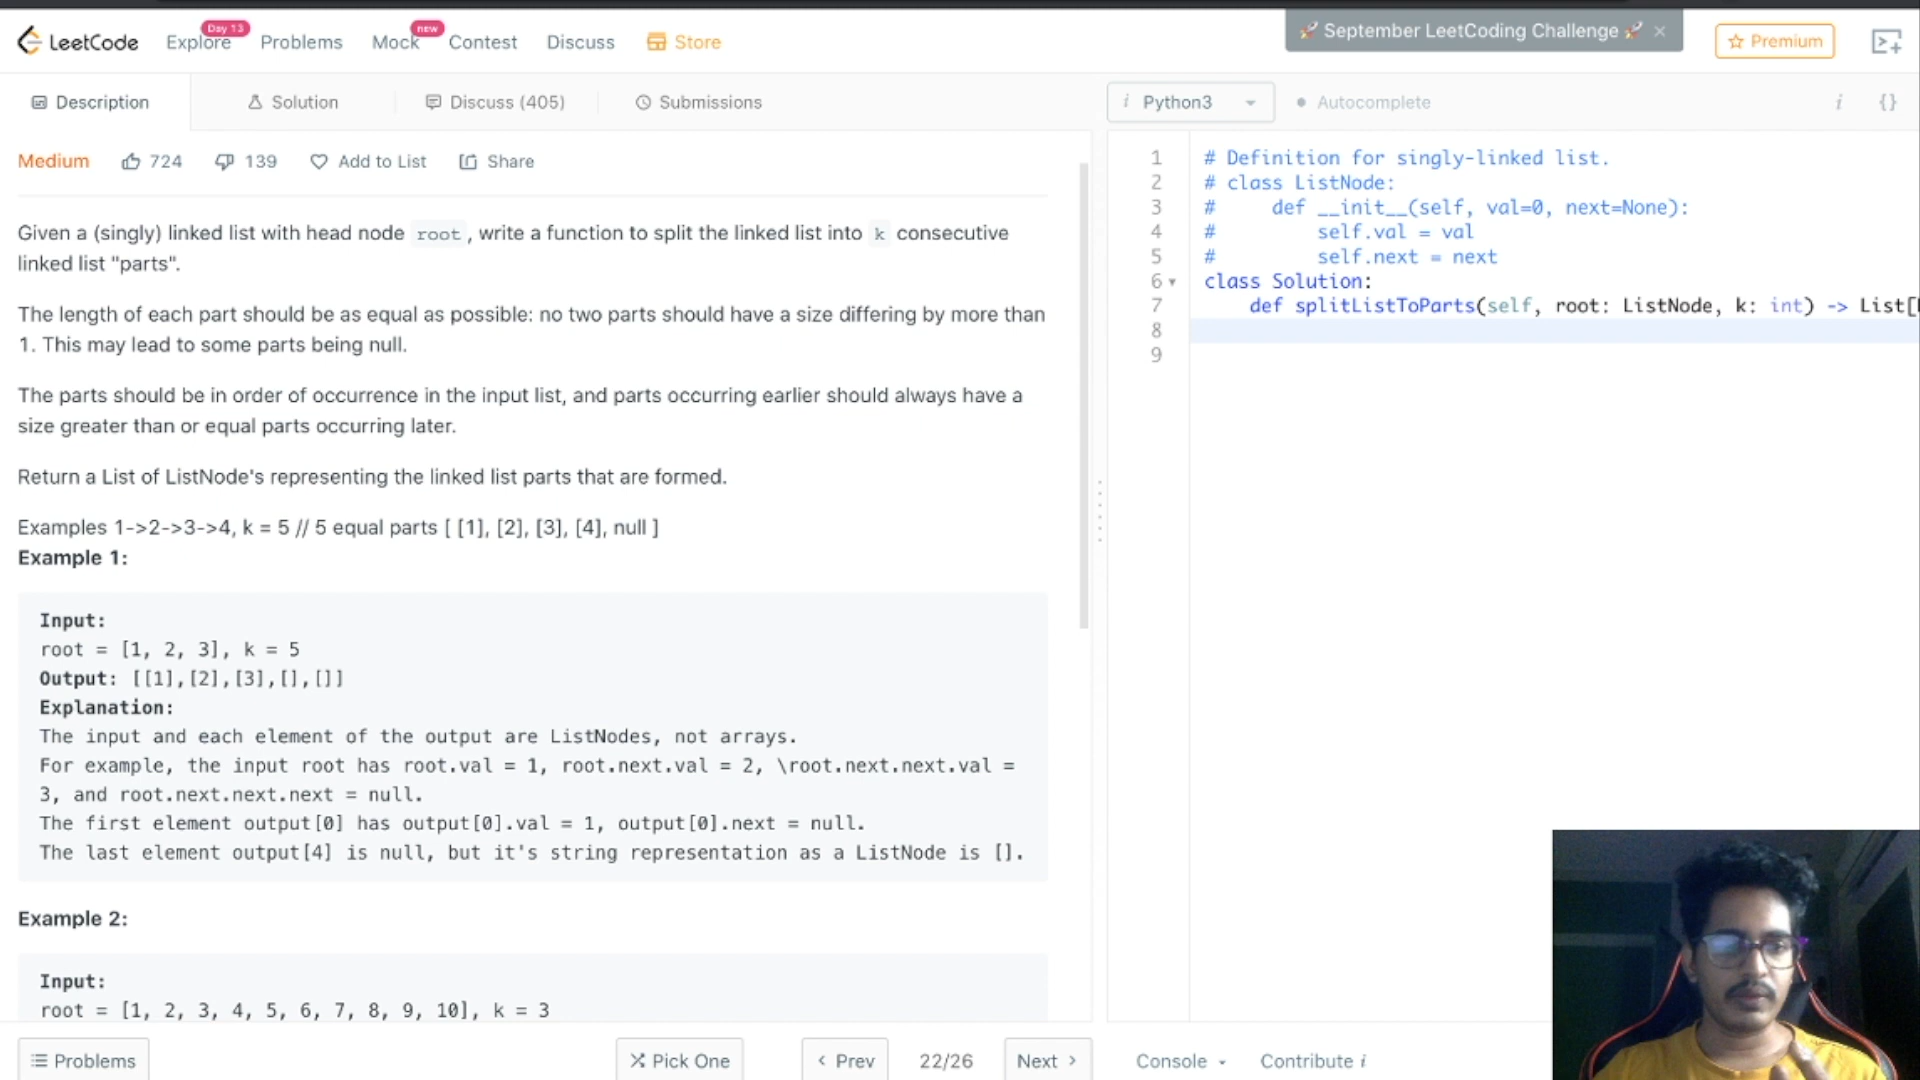 LeetCode
Explore
Day 13
Problems
Mock
new
Contest
Discuss
Store
🚀 September LeetCoding Challenge 🚀 ×
Premium
Description
Solution
Discuss (405)
Submissions
i Python3
Autocomplete
i {}
Medium
724
139
Add to List
Share
Given a (singly) linked list with head node root, write a function to split the linked list into k consecutive
linked list "parts".
The length of each part should be as equal as possible: no two parts should have a size differing by more than
1. This may lead to some parts being null.
The parts should be in order of occurrence in the input list, and parts occurring earlier should always have a
size greater than or equal parts occurring later.
Return a List of ListNode's representing the linked list parts that are formed.
Examples 1->2->3->4, k = 5 // 5 equal parts [ [1], [2], [3], [4], null ]
Example 1:
Input:
root = [1, 2, 3], k = 5
Output: [[1],[2],[3],[],[]]
Explanation:
The input and each element of the output are ListNodes, not arrays.
For example, the input root has root.val = 1, root.next.val = 2, \root.next.next.val =
3, and root.next.next.next = null.
The first element output[0] has output[0].val = 1, output[0].next = null.
The last element output[4] is null, but it's string representation as a ListNode is [].
Example 2:
Input:
root = [1, 2, 3, 4, 5, 6, 7, 8, 9, 10], k = 3
1 # Definition for singly-linked list.
2 # class ListNode:
3 #     def __init__(self, val=0, next=None):
4 #         self.val = val
5 #         self.next = next
6 class Solution:
7     def splitListToParts(self, root: ListNode, k: int) -> List[
8
9
Problems
Pick One
< Prev
22/26
Next >
Console
Contribute i